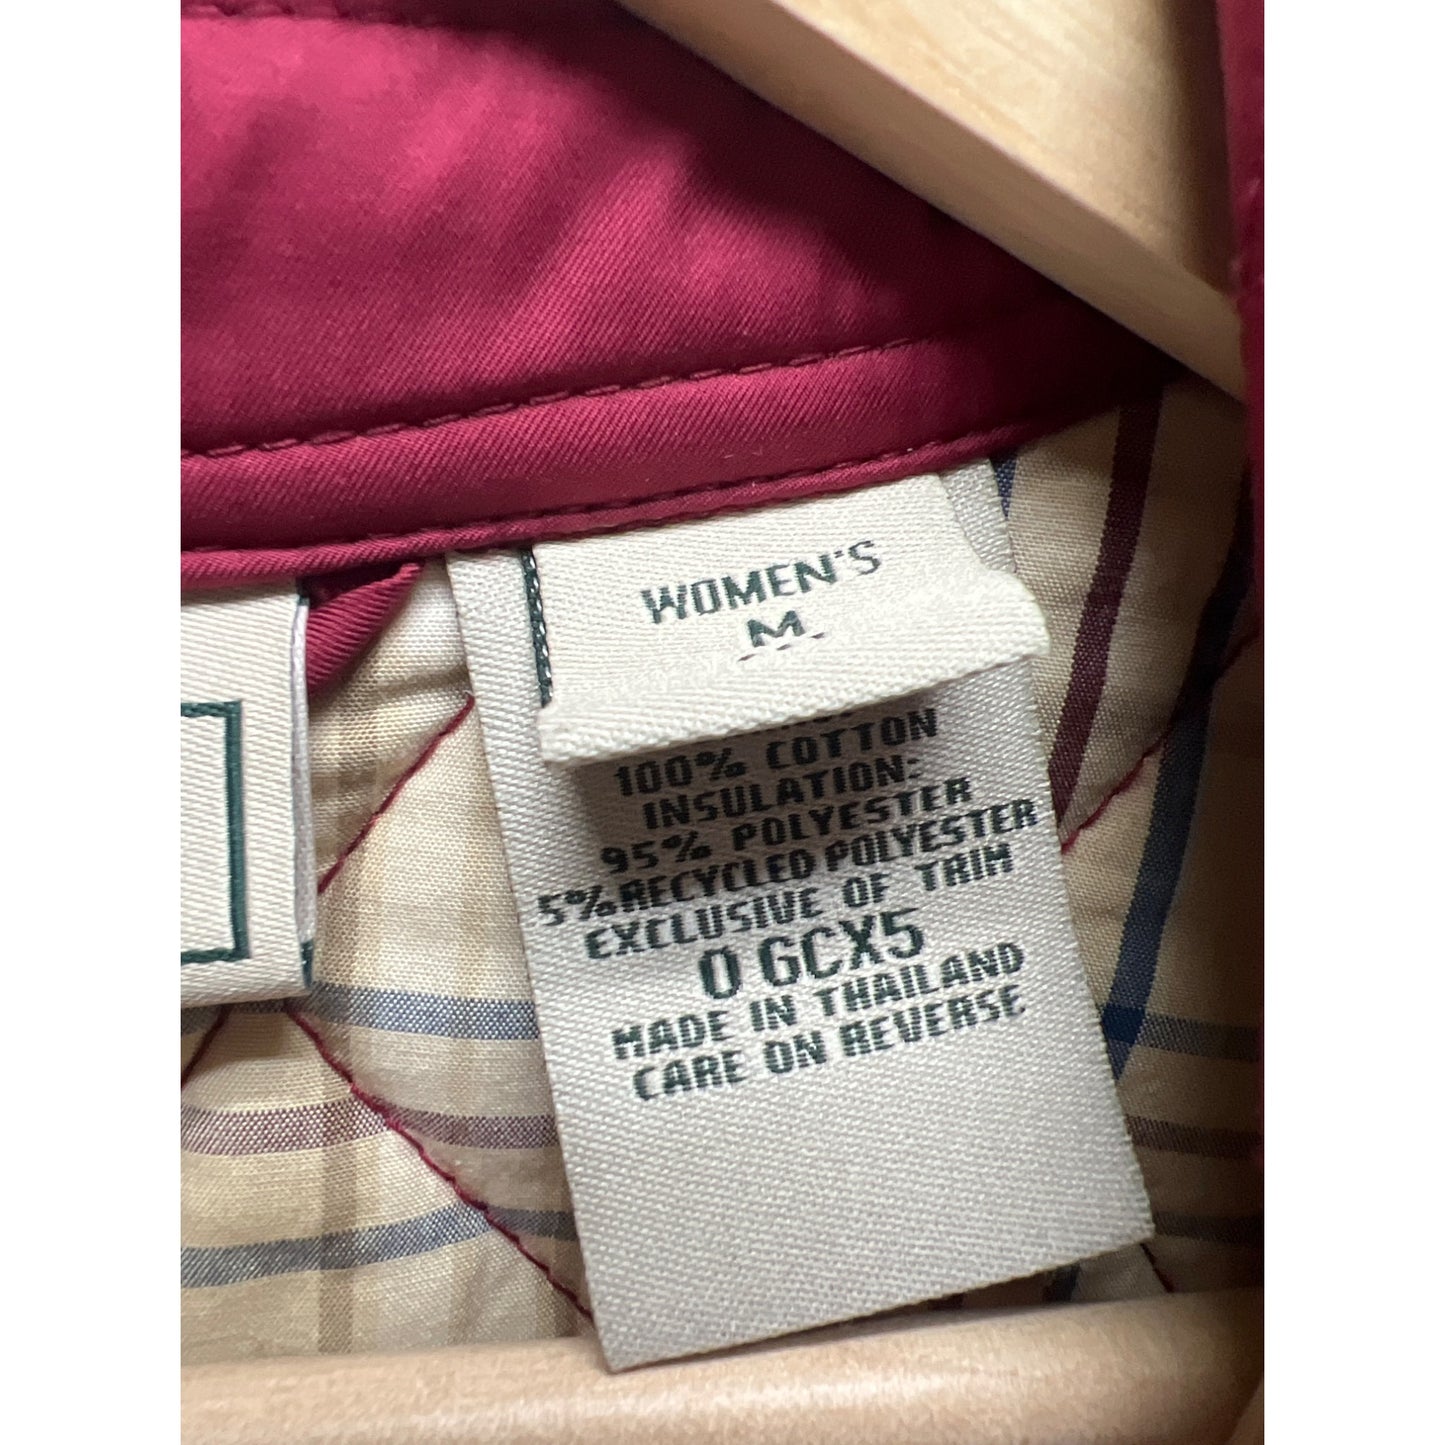 WOMEN'S
M
100% COTTON
INSULATION:
95% POLYESTER
5% RECYCLED POLYESTER
EXCLUSIVE OF TRIM
0 GCX5
MADE IN THAILAND
CARE ON REVERSE